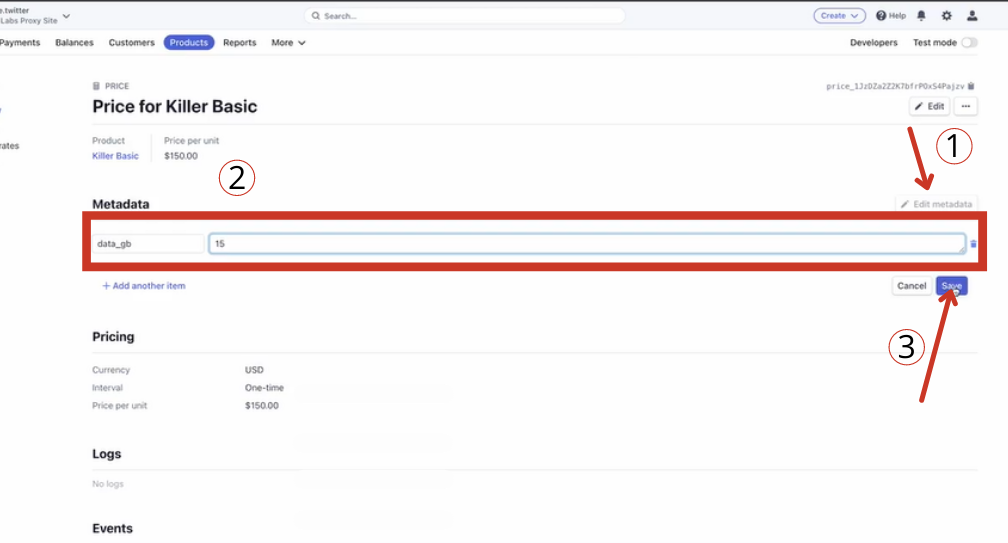 e.twitter
Labs Proxy Site
Search...
Create
Help
Payments Balances Customers Products Reports More
Developers Test mode
PRICE
Price for Killer Basic
Edit
...
1
Product Price per unit
Killer Basic $150.00
2
rates
Metadata
Edit metadata
data_gb 15
+ Add another item
Cancel Save
3
Pricing
Currency USD
Interval One-time
Price per unit $150.00
Logs
No logs
Events